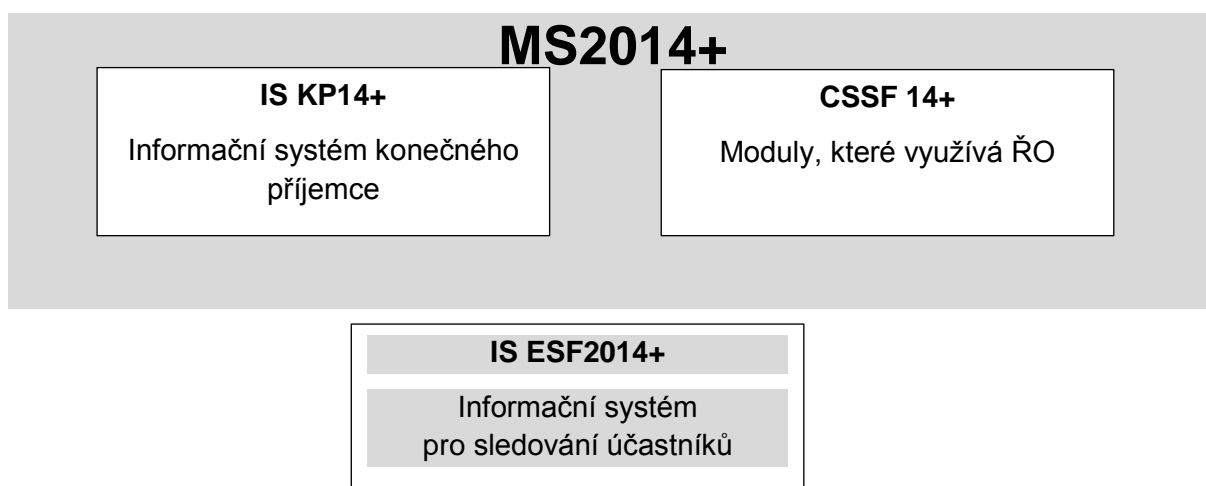 MS2014+
IS KP14+
Informační systém konečného
příjemce
CSSF 14+
Moduly, které využívá ŘO
IS ESF2014+
Informační systém
pro sledování účastníků